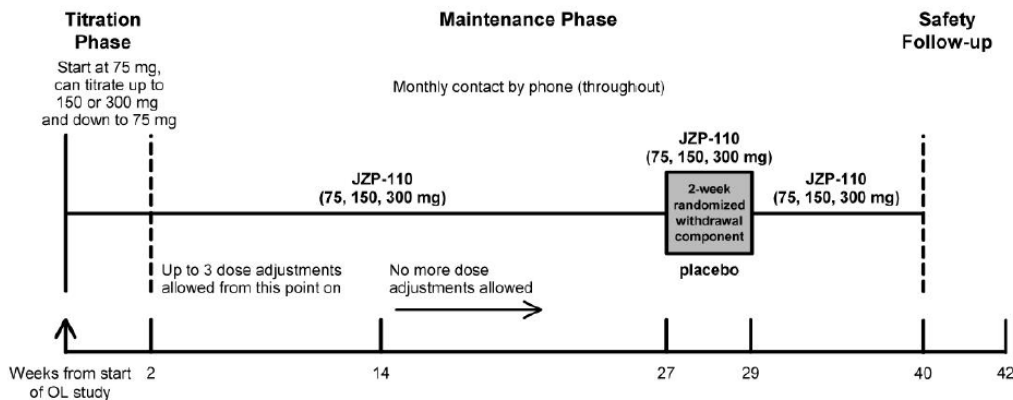 Titration
Phase
Maintenance Phase
Safety
Follow-up
Start at 75 mg,
can titrate up to
150 or 300 mg
and down to 75 mg
Monthly contact by phone (throughout)
JZP-110
(75, 150, 300 mg)
JZP-110
(75, 150, 300 mg)
JZP-110
(75, 150, 300 mg)
2-week
randomized
withdrawal
component
placebo
Up to 3 dose adjustments
allowed from this point on
No more dose
adjustments allowed
Weeks from start
of OL study
2
14
27
29
40
42